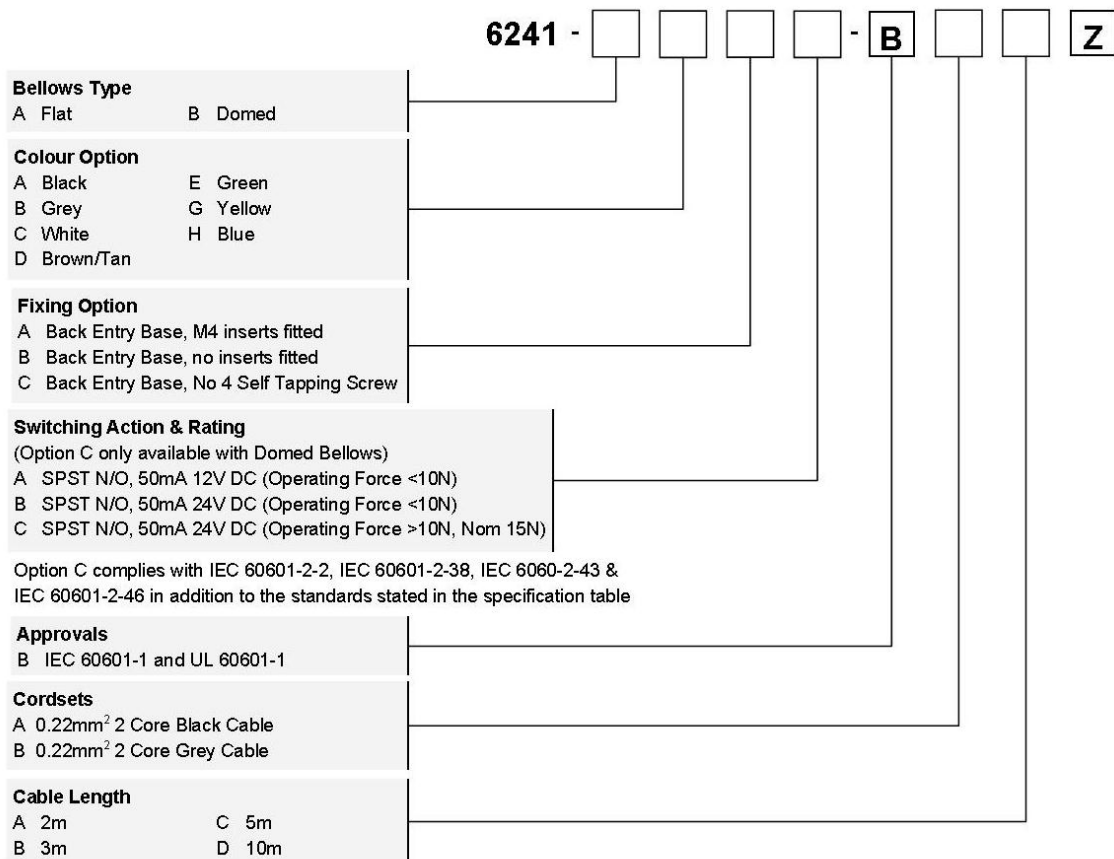 6241 - - B Z
Bellows Type
A Flat B Domed
Colour Option
A Black E Green
B Grey G Yellow
C White H Blue
D Brown/Tan
Fixing Option
A Back Entry Base, M4 inserts fitted
B Back Entry Base, no inserts fitted
C Back Entry Base, No 4 Self Tapping Screw
Switching Action & Rating
(Option C only available with Domed Bellows)
A SPST N/O, 50mA 12V DC (Operating Force <10N)
B SPST N/O, 50mA 24V DC (Operating Force <10N)
C SPST N/O, 50mA 24V DC (Operating Force >10N, Nom 15N)
Option C complies with IEC 60601-2-2, IEC 60601-2-38, IEC 6060-2-43 &
IEC 60601-2-46 in addition to the standards stated in the specification table
Approvals
B IEC 60601-1 and UL 60601-1
Cordsets
A 0.22mm² 2 Core Black Cable
B 0.22mm² 2 Core Grey Cable
Cable Length
A 2m C 5m
B 3m D 10m